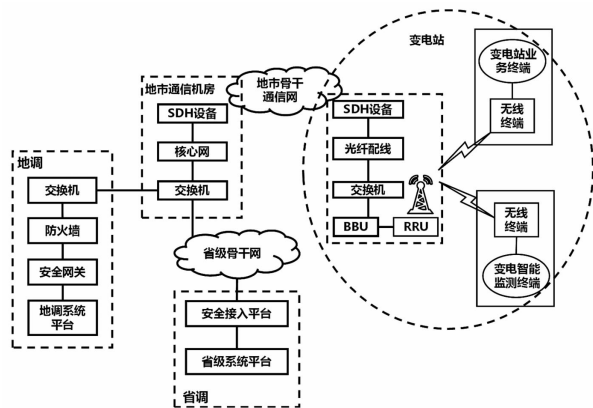 变电站
变电站业
务终端
无线
终端
地市骨干
通信网
地市通信机房
SDH设备
核心网
交换机
SDH设备
光纤配线
交换机
BBU
RRU
无线
终端
变电智能
监测终端
地调
交换机
防火墙
安全网关
地调系统
平台
省级骨干网
安全接入平台
省级系统平台
省调